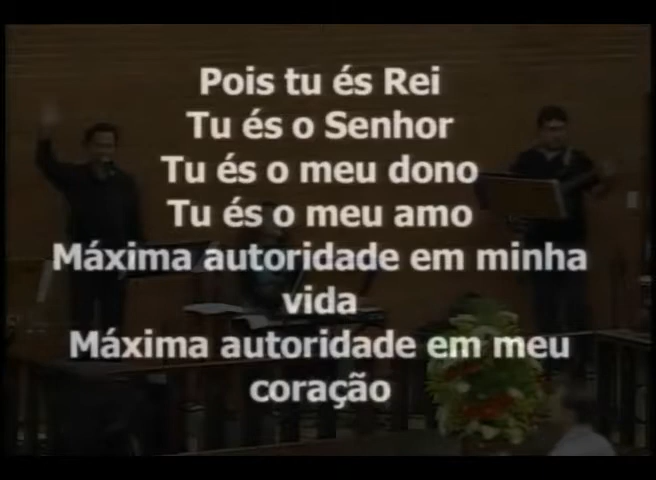 Pois tu és Rei
Tu és o Senhor
Tu és o meu dono
Tu és o meu amo
Máxima autoridade em minha
vida
Máxima autoridade em meu
coração